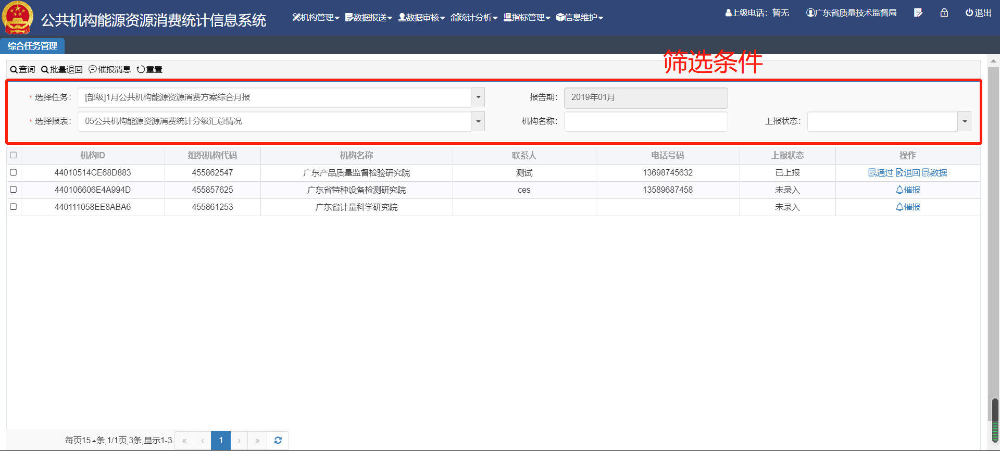 公共机构能源资源消费统计信息系统 机构管理 数据报送 数据审核 统计分析 指标管理 信息维护 上级电话：暂无 广东省质量技术监督局 退出
综合任务管理
筛选条件
查询 批量退回 催报消息 重置
* 选择任务： [部级]1月公共机构能源资源消费方案综合月报 报告期： 2019年01月
* 选择报表： 05公共机构能源资源消费统计分级汇总情况 机构名称： 上报状态：
机构ID 组织机构代码 机构名称 联系人 电话号码 上报状态 操作
44010514CE68D883 455862547 广东产品质量监督检验研究院 测试 13698745632 已上报 通过 退回 数据
440106606E4A994D 455857625 广东省特种设备检测研究院 ces 13589687458 未录入 催报
440111058EE8ABA6 455861253 广东省计量科学研究院 未录入 催报
每页15条,1/1页,3条,显示1-3. « ‹ 1 › »